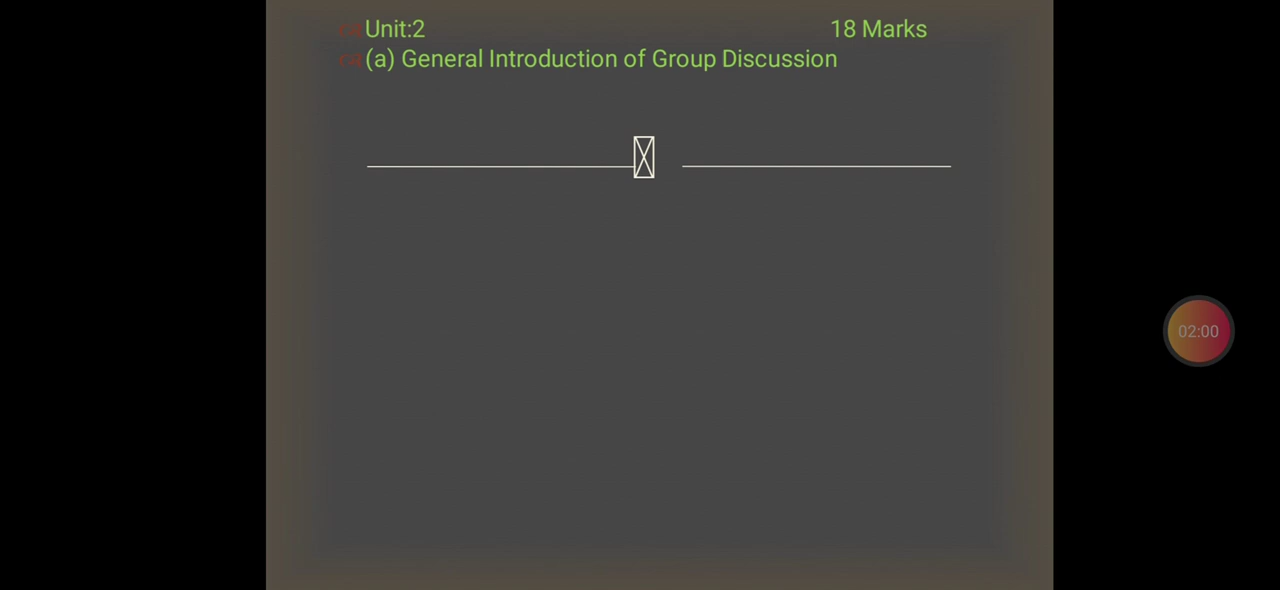 Unit:2 18 Marks
(a) General Introduction of Group Discussion
02:00